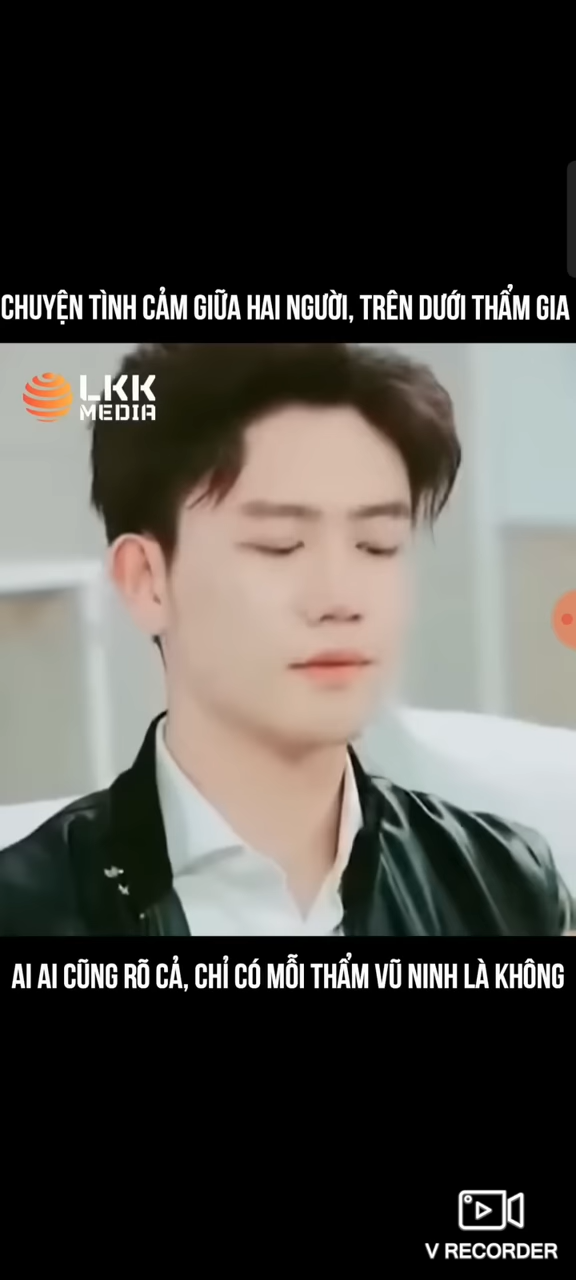 CHUYỆN TÌNH CẢM GIỮA HAI NGƯỜI, TRÊN DƯỚI THẨM GIA
LKK
MEDIA
AI AI CŨNG RÕ CẢ, CHỈ CÓ MỖI THẨM VŨ NINH LÀ KHÔNG
V RECORDER